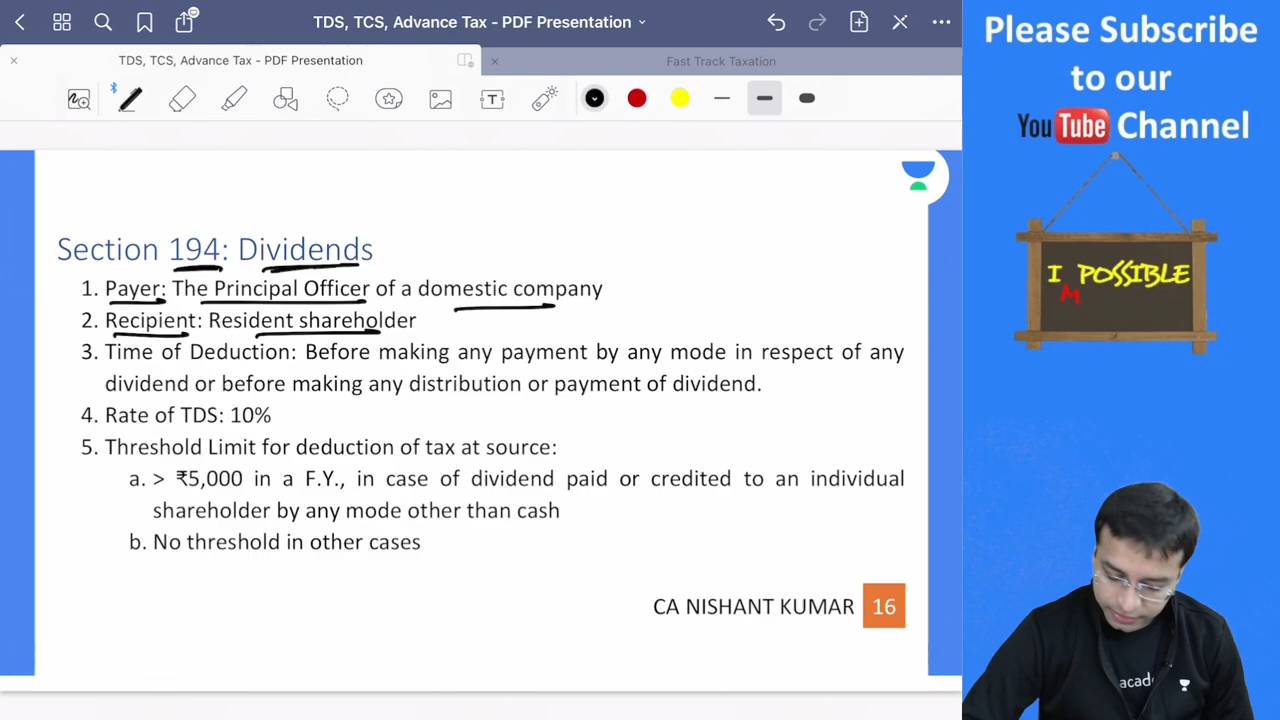 TDS, TCS, Advance Tax - PDF Presentation
TDS, TCS, Advance Tax - PDF Presentation
Fast Track Taxation
T
Section 194: Dividends
1. Payer: The Principal Officer of a domestic company
2. Recipient: Resident shareholder
3. Time of Deduction: Before making any payment by any mode in respect of any
dividend or before making any distribution or payment of dividend.
4. Rate of TDS: 10%
5. Threshold Limit for deduction of tax at source:
a. > ₹5,000 in a F.Y., in case of dividend paid or credited to an individual
shareholder by any mode other than cash
b. No threshold in other cases
CA NISHANT KUMAR 16
Please Subscribe
to our
YouTube Channel
I POSSIBLE
M
acade